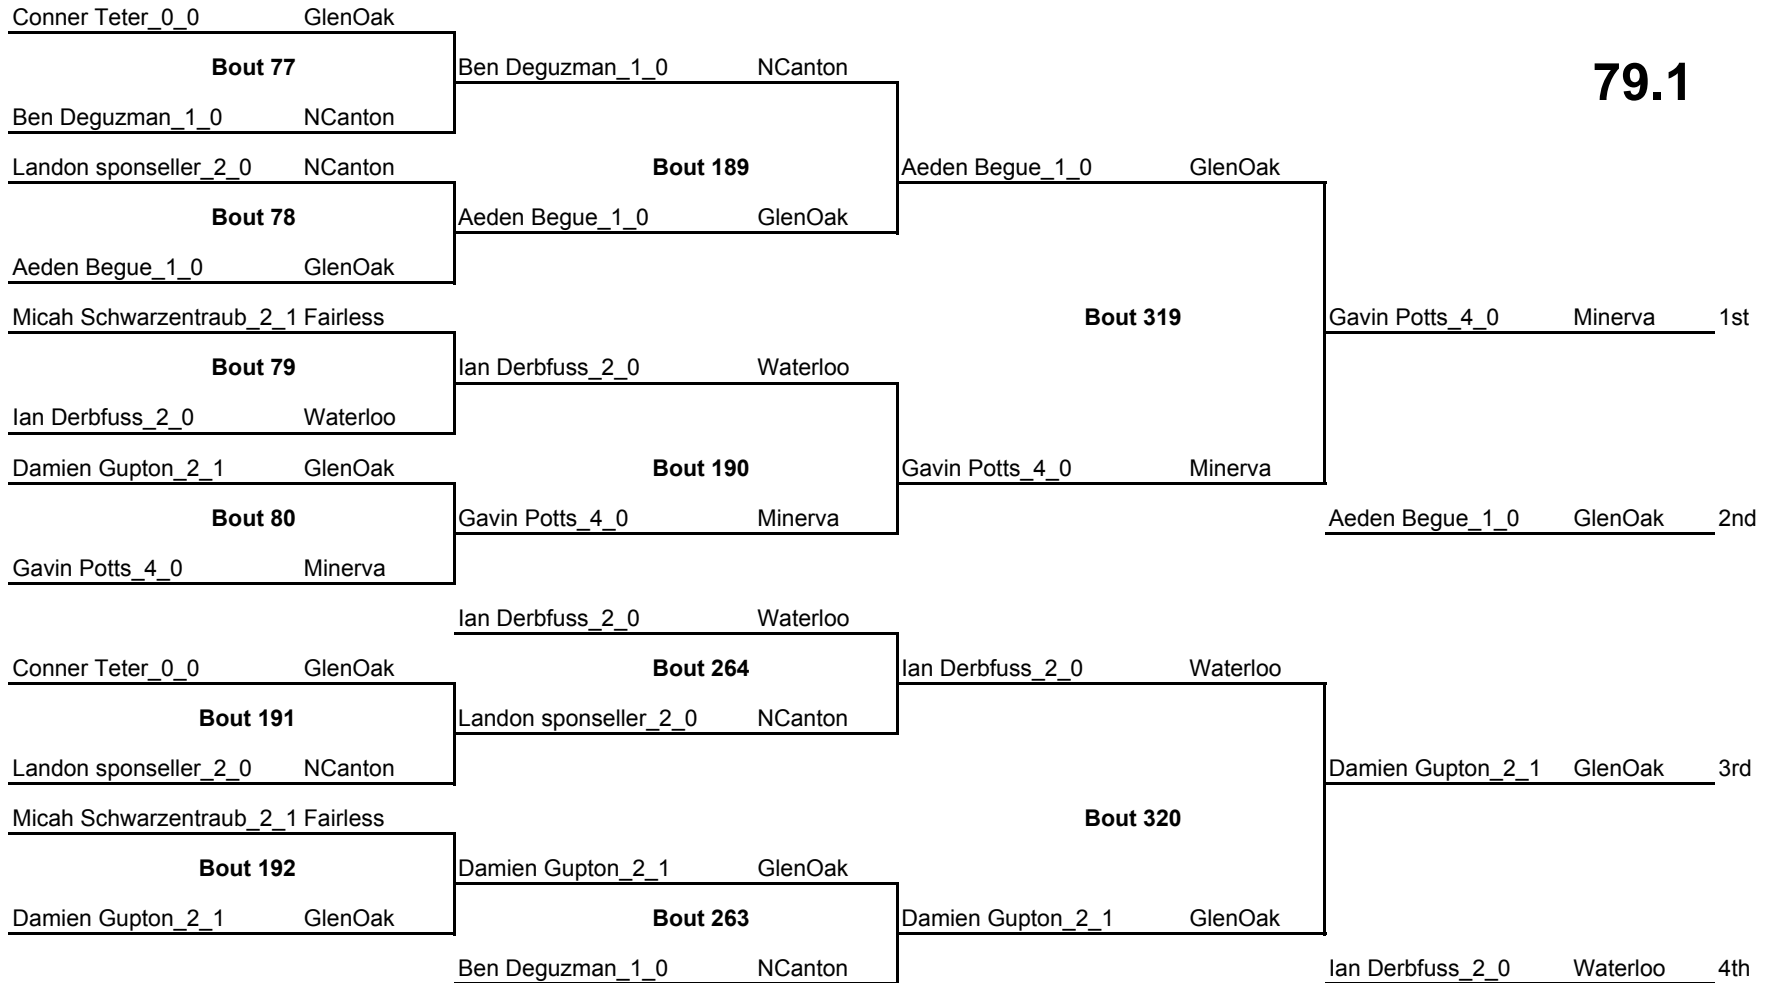 Conner Teter_0_0 GlenOak
Bout 77 Ben Deguzman_1_0 NCanton 79.1
Ben Deguzman_1_0 NCanton
Landon sponseller_2_0 NCanton Bout 189 Aeden Begue_1_0 GlenOak
Bout 78 Aeden Begue_1_0 GlenOak
Aeden Begue_1_0 GlenOak
Micah Schwarzentraub_2_1 Fairless Bout 319 Gavin Potts_4_0 Minerva 1st
Bout 79 Ian Derbfuss_2_0 Waterloo
Ian Derbfuss_2_0 Waterloo
Damien Gupton_2_1 GlenOak Bout 190 Gavin Potts_4_0 Minerva
Bout 80 Gavin Potts_4_0 Minerva Aeden Begue_1_0 GlenOak 2nd
Gavin Potts_4_0 Minerva
Ian Derbfuss_2_0 Waterloo
Conner Teter_0_0 GlenOak Bout 264 Ian Derbfuss_2_0 Waterloo
Bout 191 Landon sponseller_2_0 NCanton
Landon sponseller_2_0 NCanton Damien Gupton_2_1 GlenOak 3rd
Micah Schwarzentraub_2_1 Fairless Bout 320
Bout 192 Damien Gupton_2_1 GlenOak
Damien Gupton_2_1 GlenOak Bout 263 Damien Gupton_2_1 GlenOak
Ben Deguzman_1_0 NCanton Ian Derbfuss_2_0 Waterloo 4th